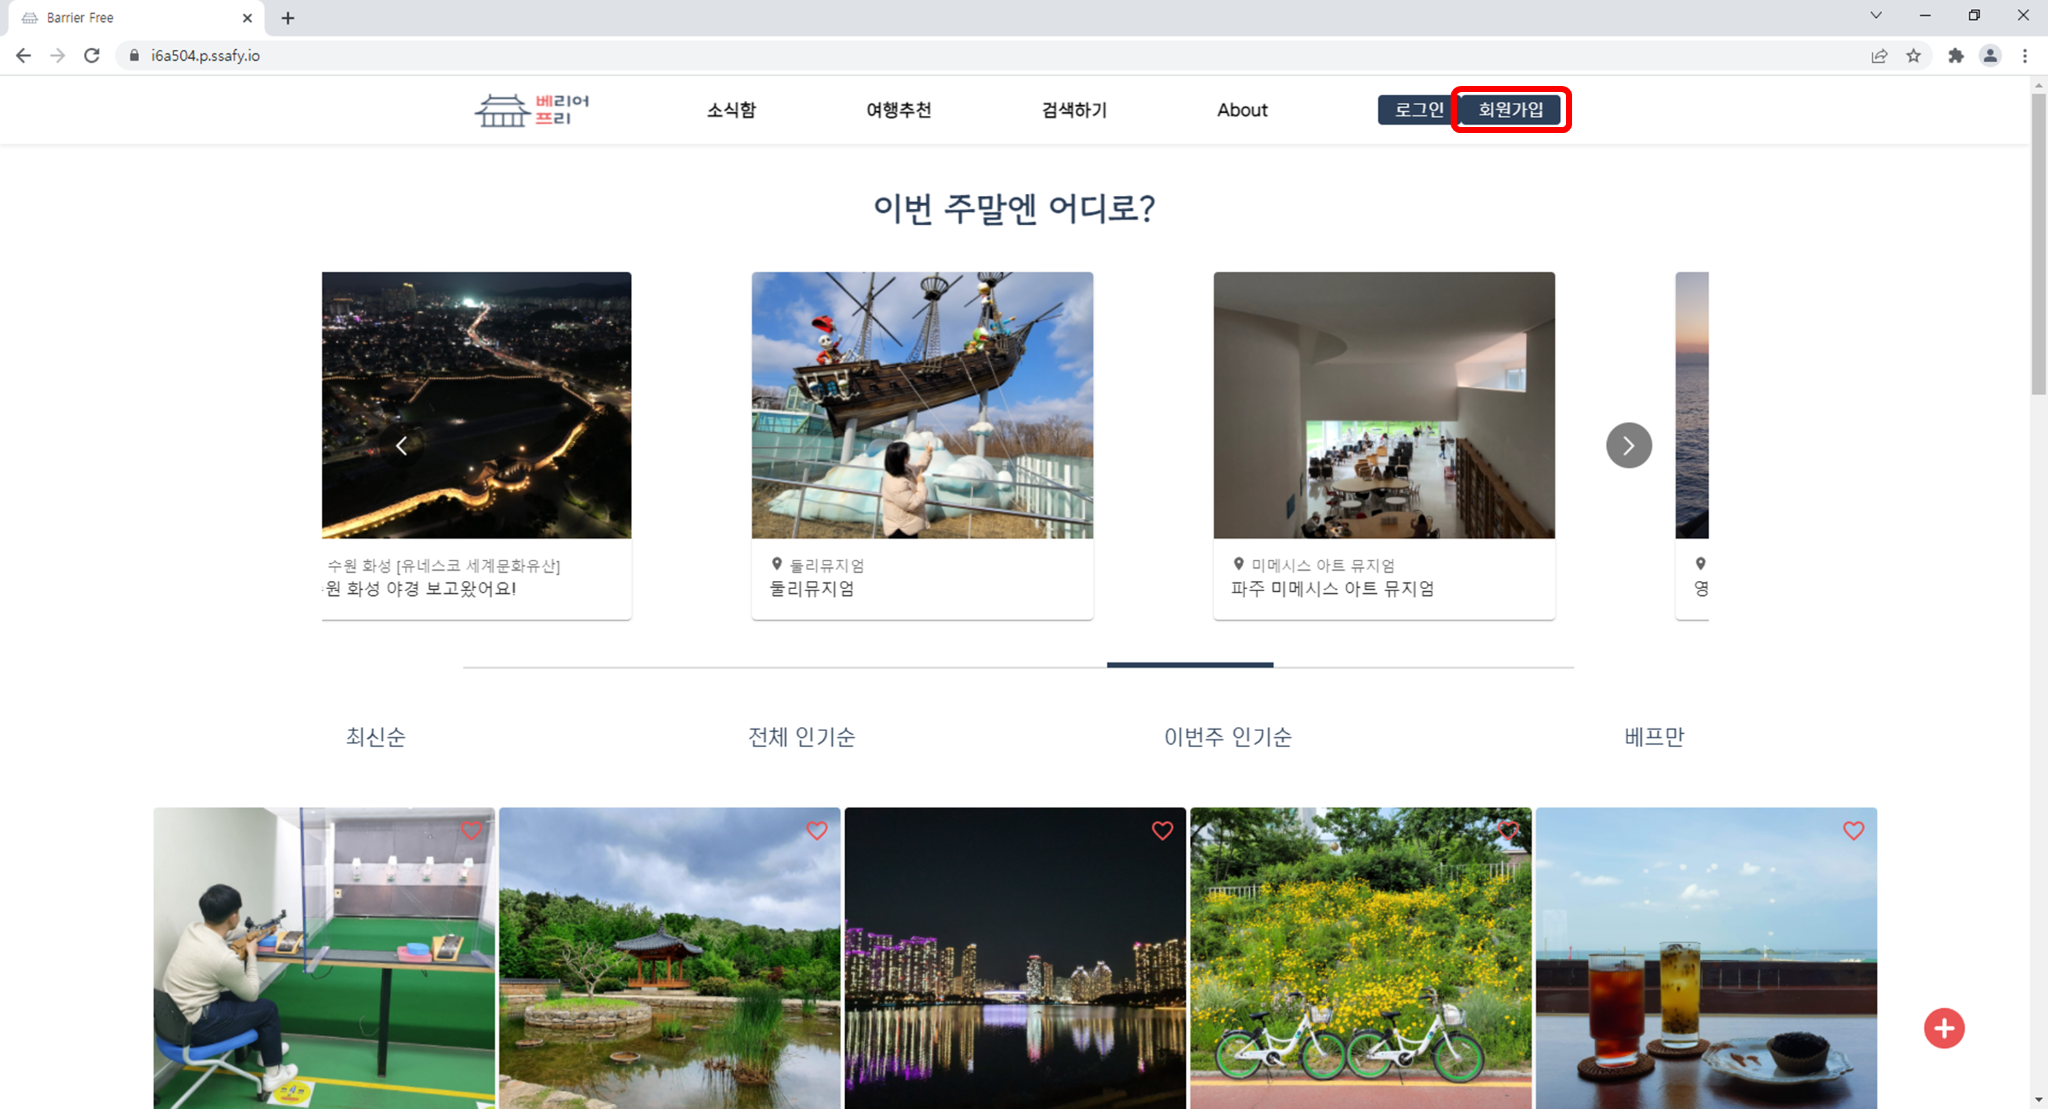 Barrier Free
i6a504.p.ssafy.io
베리어
프리
소식함
여행추천
검색하기
About
로그인
회원가입
이번 주말엔 어디로?
수원 화성 [유네스코 세계문화유산]
원 화성 야경 보고왔어요!
둘리뮤지엄
둘리뮤지엄
미메시스 아트 뮤지엄
파주 미메시스 아트 뮤지엄
영
최신순
전체 인기순
이번주 인기순
베프만